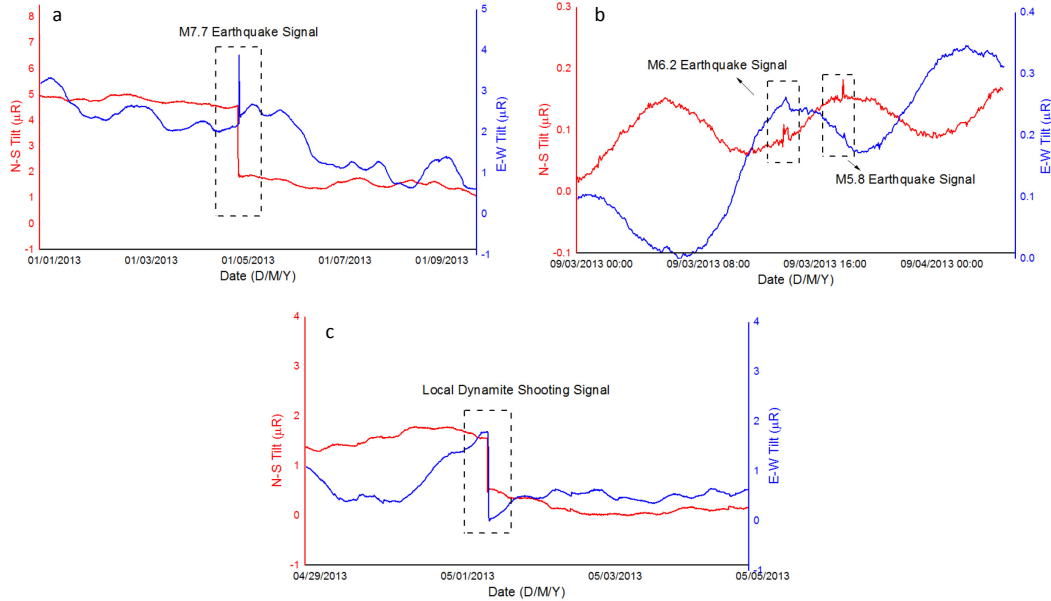 a
M7.7 Earthquake Signal
N-S Tilt (μR)
8
7
6
5
4
3
2
1
0
-1
E-W Tilt (μR)
5
4
3
2
1
0
-1
01/01/2013 01/03/2013 01/05/2013 01/07/2013 01/09/2013
Date (D/M/Y)
b
M6.2 Earthquake Signal
M5.8 Earthquake Signal
N-S Tilt (μR)
0.3
0.2
0.1
0.0
-0.1
E-W Tilt (μR)
0.4
0.3
0.2
0.1
0.0
09/03/2013 00:00 09/03/2013 08:00 09/03/2013 16:00 09/04/2013 00:00
Date (D/M/Y)
c
Local Dynamite Shooting Signal
N-S Tilt (μR)
4
3
2
1
0
-1
E-W Tilt (μR)
4
3
2
1
0
-1
04/29/2013 05/01/2013 05/03/2013 05/05/2013
Date (D/M/Y)